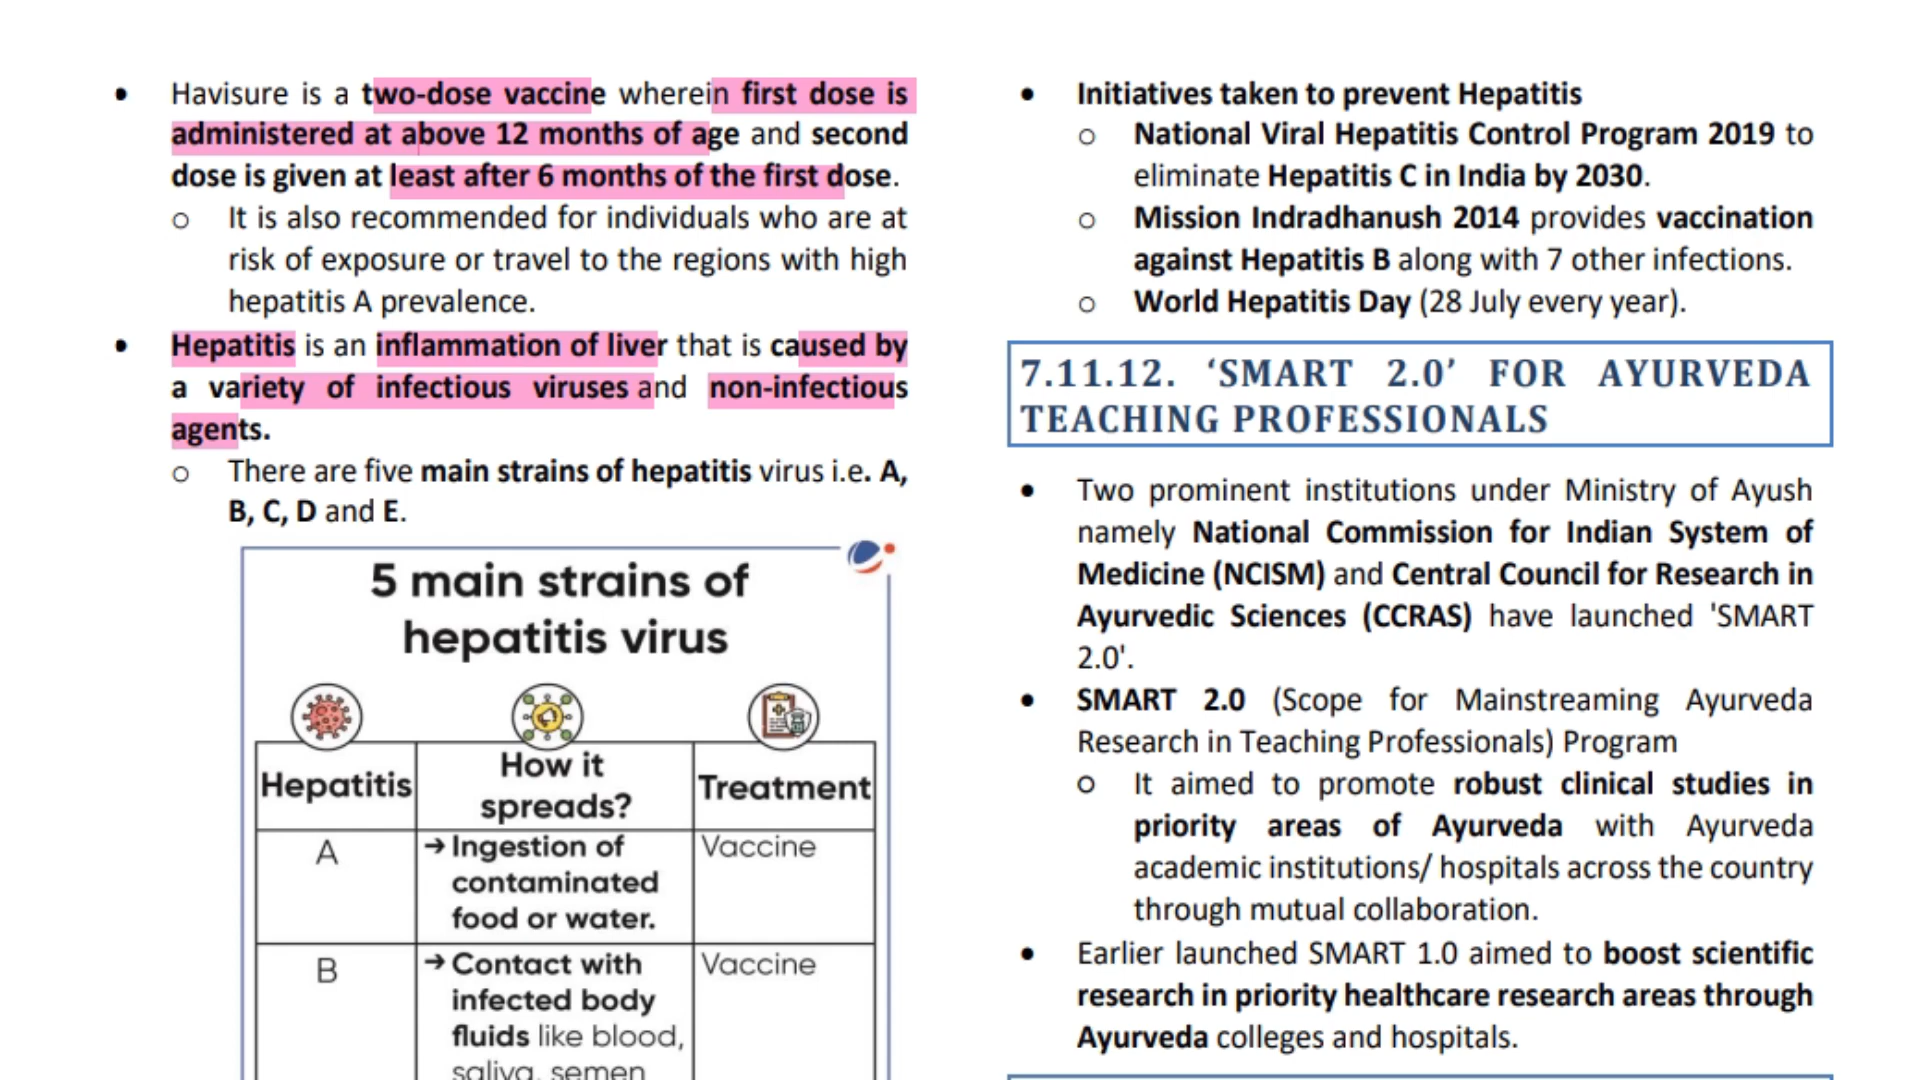 • Havisure is a two-dose vaccine wherein first dose is
administered at above 12 months of age and second
dose is given at least after 6 months of the first dose.
o It is also recommended for individuals who are at
risk of exposure or travel to the regions with high
hepatitis A prevalence.
• Hepatitis is an inflammation of liver that is caused by
a variety of infectious viruses and non-infectious
agents.
o There are five main strains of hepatitis virus i.e. A,
B, C, D and E.
5 main strains of
hepatitis virus
Hepatitis
How it
spreads?
Treatment
A
→ Ingestion of
contaminated
food or water.
Vaccine
B
→ Contact with
infected body
fluids like blood,
saliva, semen
Vaccine
• Initiatives taken to prevent Hepatitis
o National Viral Hepatitis Control Program 2019 to
eliminate Hepatitis C in India by 2030.
o Mission Indradhanush 2014 provides vaccination
against Hepatitis B along with 7 other infections.
o World Hepatitis Day (28 July every year).
7.11.12. ‘SMART 2.0’ FOR AYURVEDA
TEACHING PROFESSIONALS
• Two prominent institutions under Ministry of Ayush
namely National Commission for Indian System of
Medicine (NCISM) and Central Council for Research in
Ayurvedic Sciences (CCRAS) have launched 'SMART
2.0'.
• SMART 2.0 (Scope for Mainstreaming Ayurveda
Research in Teaching Professionals) Program
o It aimed to promote robust clinical studies in
priority areas of Ayurveda with Ayurveda
academic institutions/ hospitals across the country
through mutual collaboration.
• Earlier launched SMART 1.0 aimed to boost scientific
research in priority healthcare research areas through
Ayurveda colleges and hospitals.